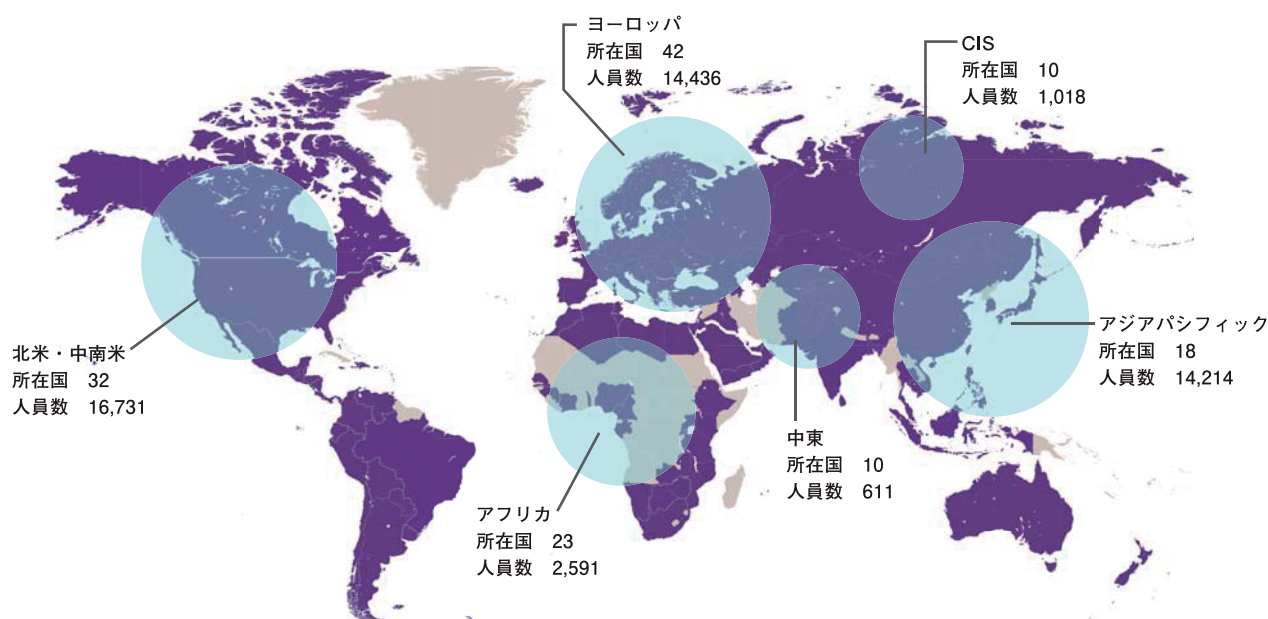 ヨーロッパ
所在国 42
人員数 14,436
CIS
所在国 10
人員数 1,018
北米・中南米
所在国 32
人員数 16,731
アジアパシフィック
所在国 18
人員数 14,214
中東
所在国 10
人員数 611
アフリカ
所在国 23
人員数 2,591